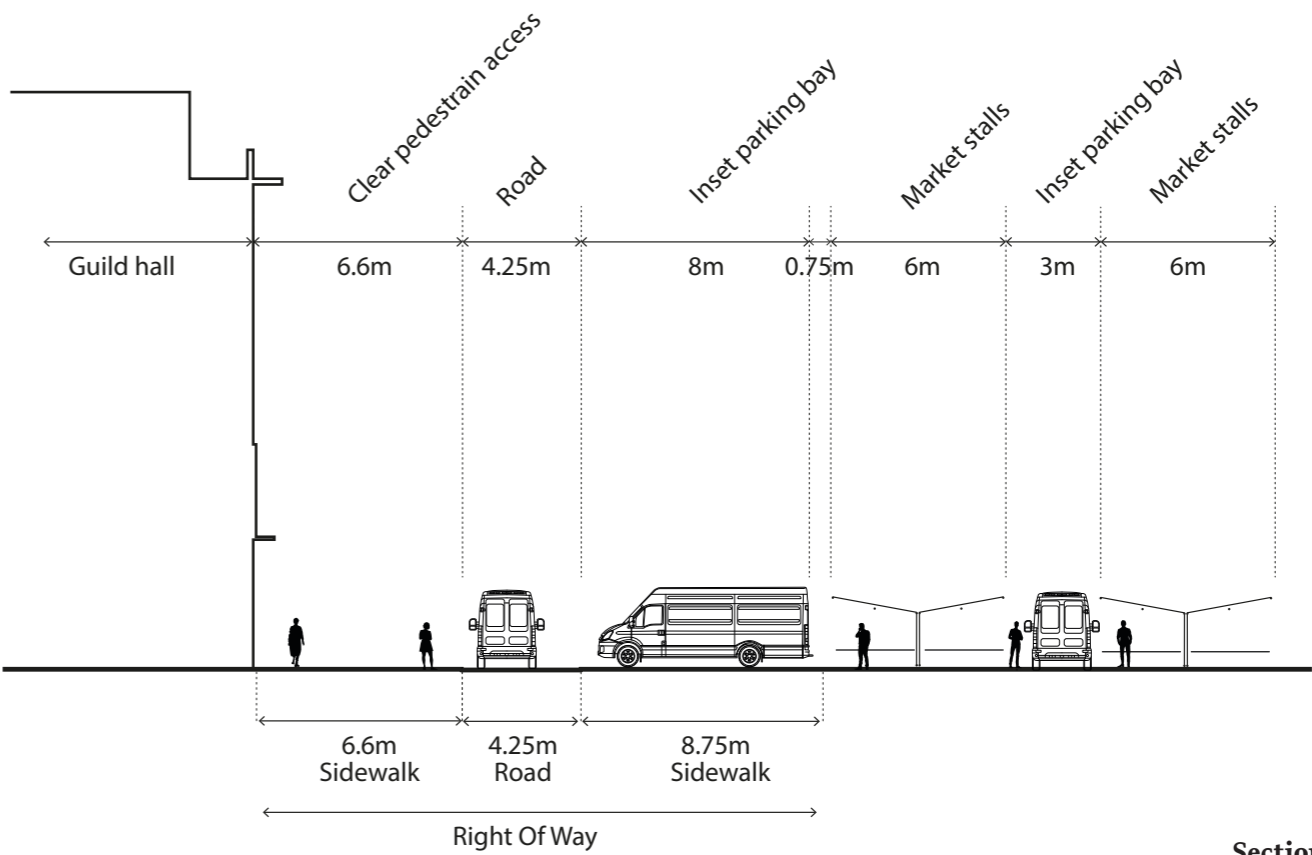 Clear pedestrain access
Road
Inset parking bay
Market stalls
Inset parking bay
Market stalls
Guild hall
6.6m
4.25m
8m
0.75m
6m
3m
6m
6.6m
Sidewalk
4.25m
Road
8.75m
Sidewalk
Right Of Way
Section